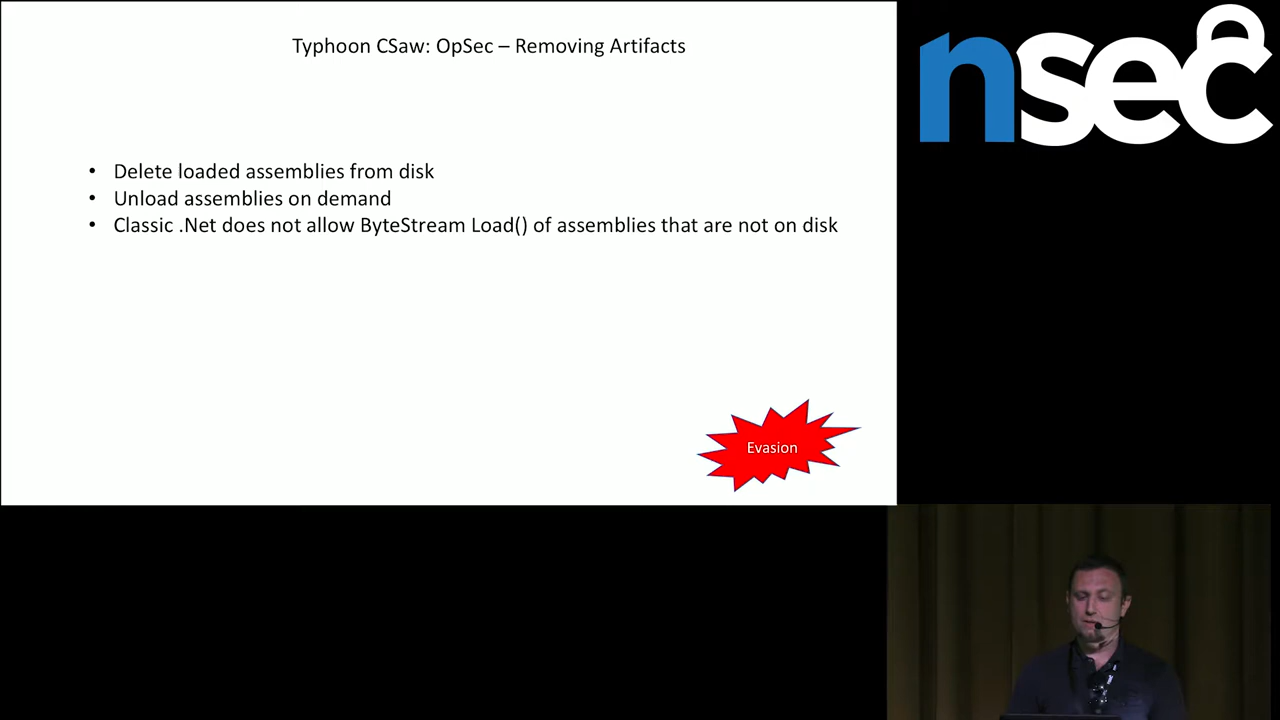 Typhoon CSaw: OpSec – Removing Artifacts
nsec
• Delete loaded assemblies from disk
• Unload assemblies on demand
• Classic .Net does not allow ByteStream Load() of assemblies that are not on disk
Evasion